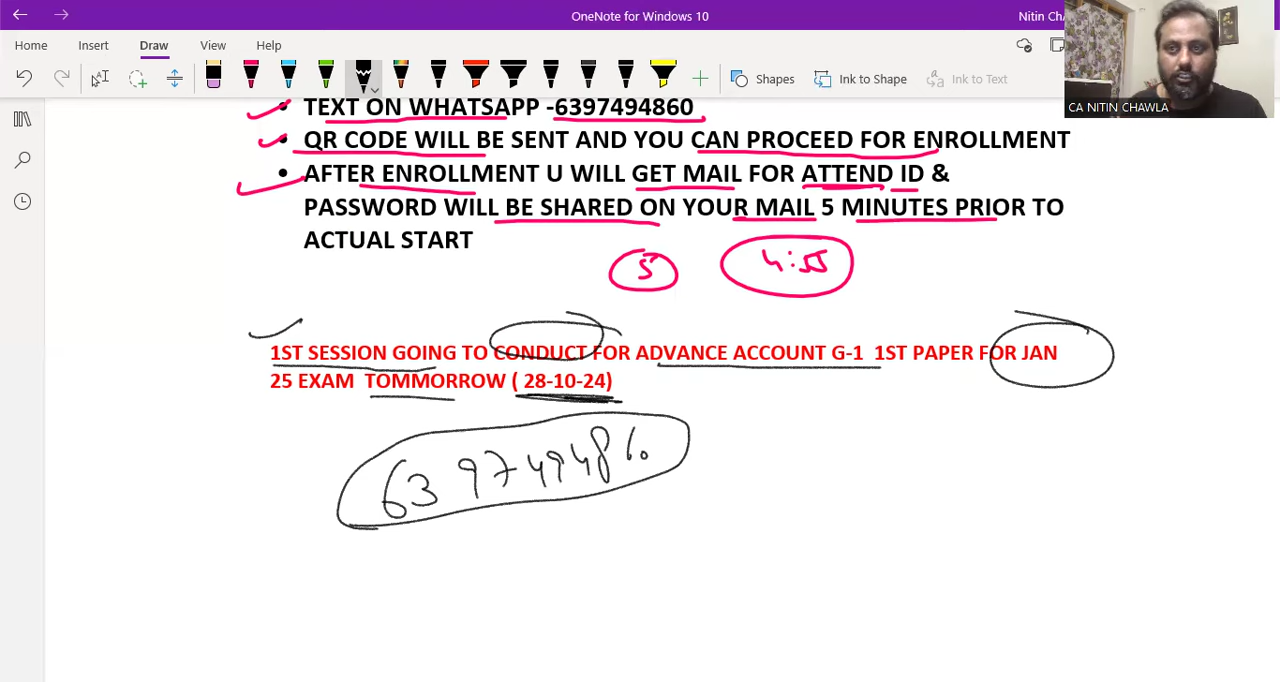 OneNote for Windows 10
Nitin Cha
Home Insert Draw View Help
Shapes Ink to Shape Ink to Text
CA NITIN CHAWLA
• TEXT ON WHATSAPP -6397494860
• QR CODE WILL BE SENT AND YOU CAN PROCEED FOR ENROLLMENT
• AFTER ENROLLMENT U WILL GET MAIL FOR ATTEND ID &
PASSWORD WILL BE SHARED ON YOUR MAIL 5 MINUTES PRIOR TO
ACTUAL START
5 4:55
1ST SESSION GOING TO CONDUCT FOR ADVANCE ACCOUNT G-1 1ST PAPER FOR JAN
25 EXAM TOMMORROW ( 28-10-24)
6397494860